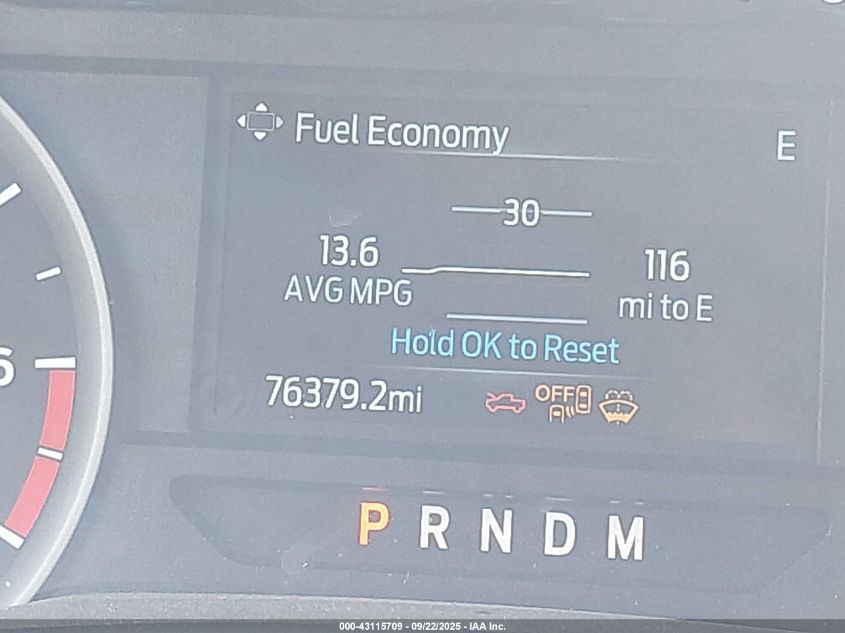 Fuel Economy
E
30
13.6
AVG MPG
116
mi to E
Hold OK to Reset
76379.2mi
OFF
6
P R N D M
000-43115709 - 09/22/2025 - IAA Inc.